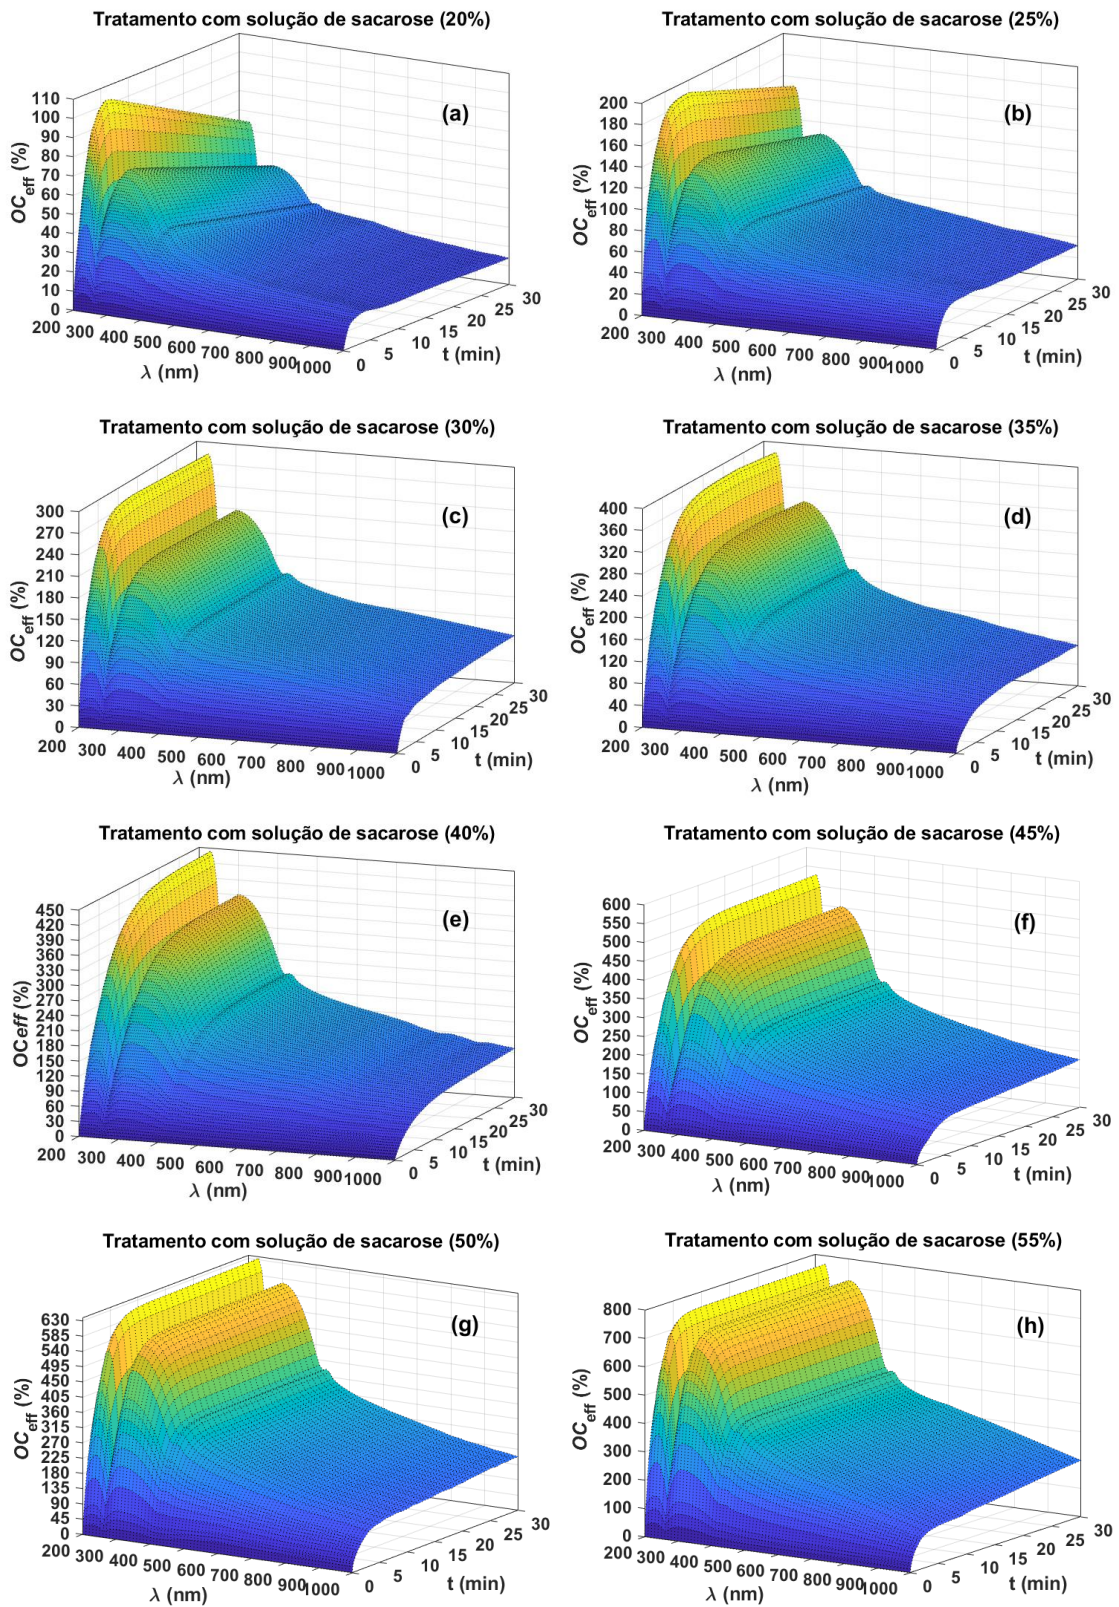 Tratamento com solução de sacarose (20%)
(a)
OCeff (%)
110
100
90
80
70
60
50
40
30
20
10
0
200 300 400 500 600 700 800 900 1000
λ (nm)
0 5 10 15 20 25 30
t (min)
Tratamento com solução de sacarose (25%)
(b)
OCeff (%)
200
180
160
140
120
100
80
60
40
20
0
200 300 400 500 600 700 800 900 1000
λ (nm)
0 5 10 15 20 25 30
t (min)
Tratamento com solução de sacarose (30%)
(c)
OCeff (%)
300
270
240
210
180
150
120
90
60
30
0
200 300 400 500 600 700 800 900 1000
λ (nm)
0 5 10 15 20 25 30
t (min)
Tratamento com solução de sacarose (35%)
(d)
OCeff (%)
400
360
320
280
240
200
160
120
80
40
0
200 300 400 500 600 700 800 900 1000
λ (nm)
0 5 10 15 20 25 30
t (min)
Tratamento com solução de sacarose (40%)
(e)
OCeff (%)
450
420
390
360
330
300
270
240
210
180
150
120
90
60
30
0
200 300 400 500 600 700 800 900 1000
λ (nm)
0 5 10 15 20 25 30
t (min)
Tratamento com solução de sacarose (45%)
(f)
OCeff (%)
600
550
500
450
400
350
300
250
200
150
100
50
0
200 300 400 500 600 700 800 900 1000
λ (nm)
0 5 10 15 20 25 30
t (min)
Tratamento com solução de sacarose (50%)
(g)
OCeff (%)
630
585
540
495
450
405
360
315
270
225
180
135
90
45
0
200 300 400 500 600 700 800 900 1000
λ (nm)
0 5 10 15 20 25 30
t (min)
Tratamento com solução de sacarose (55%)
(h)
OCeff (%)
800
700
600
500
400
300
200
100
0
200 300 400 500 600 700 800 900 1000
λ (nm)
0 5 10 15 20 25 30
t (min)